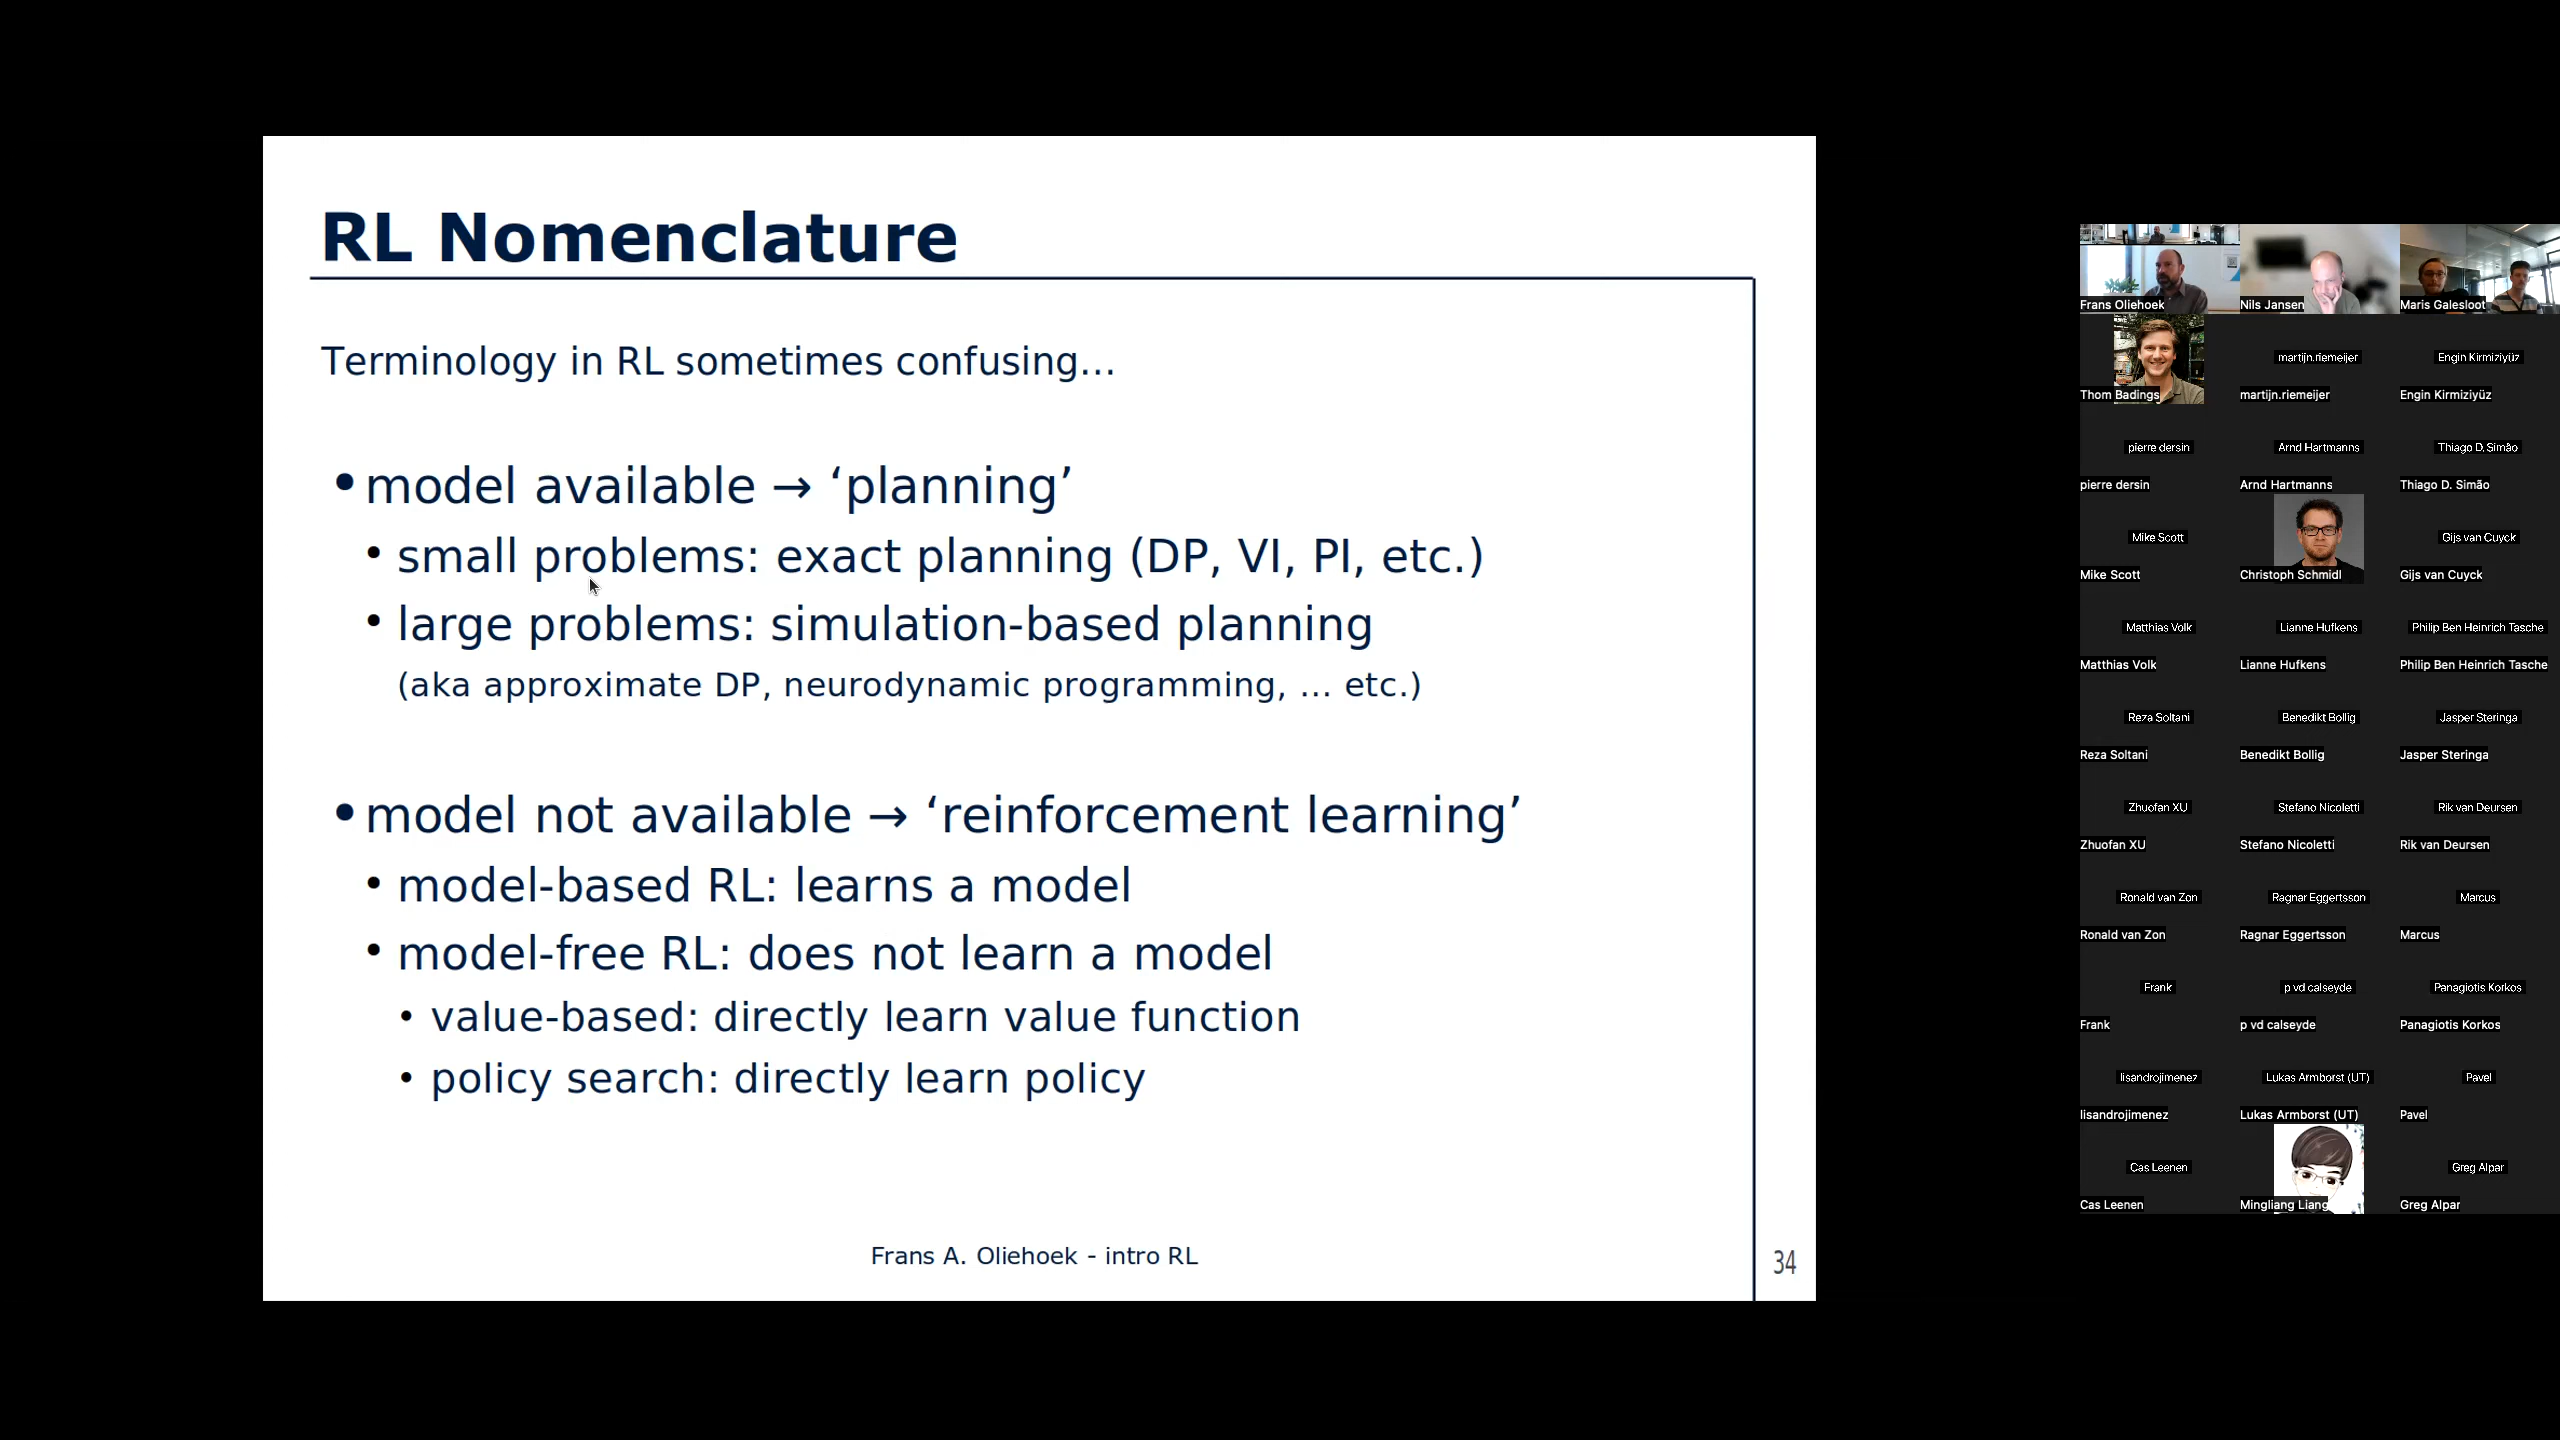 RL Nomenclature
Terminology in RL sometimes confusing...
• model available → ‘planning’
• small problems: exact planning (DP, VI, PI, etc.)
• large problems: simulation-based planning
(aka approximate DP, neurodynamic programming, ... etc.)
• model not available → ‘reinforcement learning’
• model-based RL: learns a model
• model-free RL: does not learn a model
• value-based: directly learn value function
• policy search: directly learn policy
Frans A. Oliehoek - intro RL
34
Frans Oliehoek
Nils Jansen
Maris Galesloot
Thom Badings
martijn.riemeijer
martijn.riemeijer
Engin Kirmiziyüz
Engin Kirmiziyüz
pierre dersin
pierre dersin
Arnd Hartmanns
Arnd Hartmanns
Thiago D. Simão
Thiago D. Simão
Mike Scott
Mike Scott
Christoph Schmidl
Gijs van Cuyck
Gijs van Cuyck
Matthias Volk
Matthias Volk
Lianne Hufkens
Lianne Hufkens
Philip Ben Heinrich Tasche
Philip Ben Heinrich Tasche
Reza Soltani
Reza Soltani
Benedikt Bollig
Benedikt Bollig
Jasper Steringa
Jasper Steringa
Zhuofan XU
Zhuofan XU
Stefano Nicoletti
Stefano Nicoletti
Rik van Deursen
Rik van Deursen
Ronald van Zon
Ronald van Zon
Ragnar Eggertsson
Ragnar Eggertsson
Marcus
Marcus
Frank
Frank
p vd calseyde
p vd calseyde
Panagiotis Korkos
Panagiotis Korkos
lisandrojimenez
lisandrojimenez
Lukas Armborst (UT)
Lukas Armborst (UT)
Pavel
Pavel
Cas Leenen
Cas Leenen
Mingliang Liang
Greg Alpar
Greg Alpar